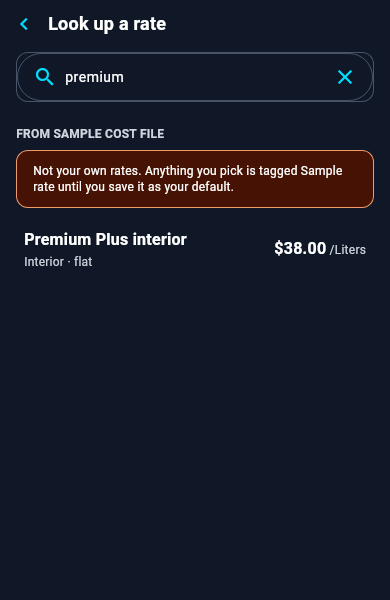 Look up a rate
premium
FROM SAMPLE COST FILE
Not your own rates. Anything you pick is tagged Sample
rate until you save it as your default.
Premium Plus interior
$38.00 /Liters
Interior · flat